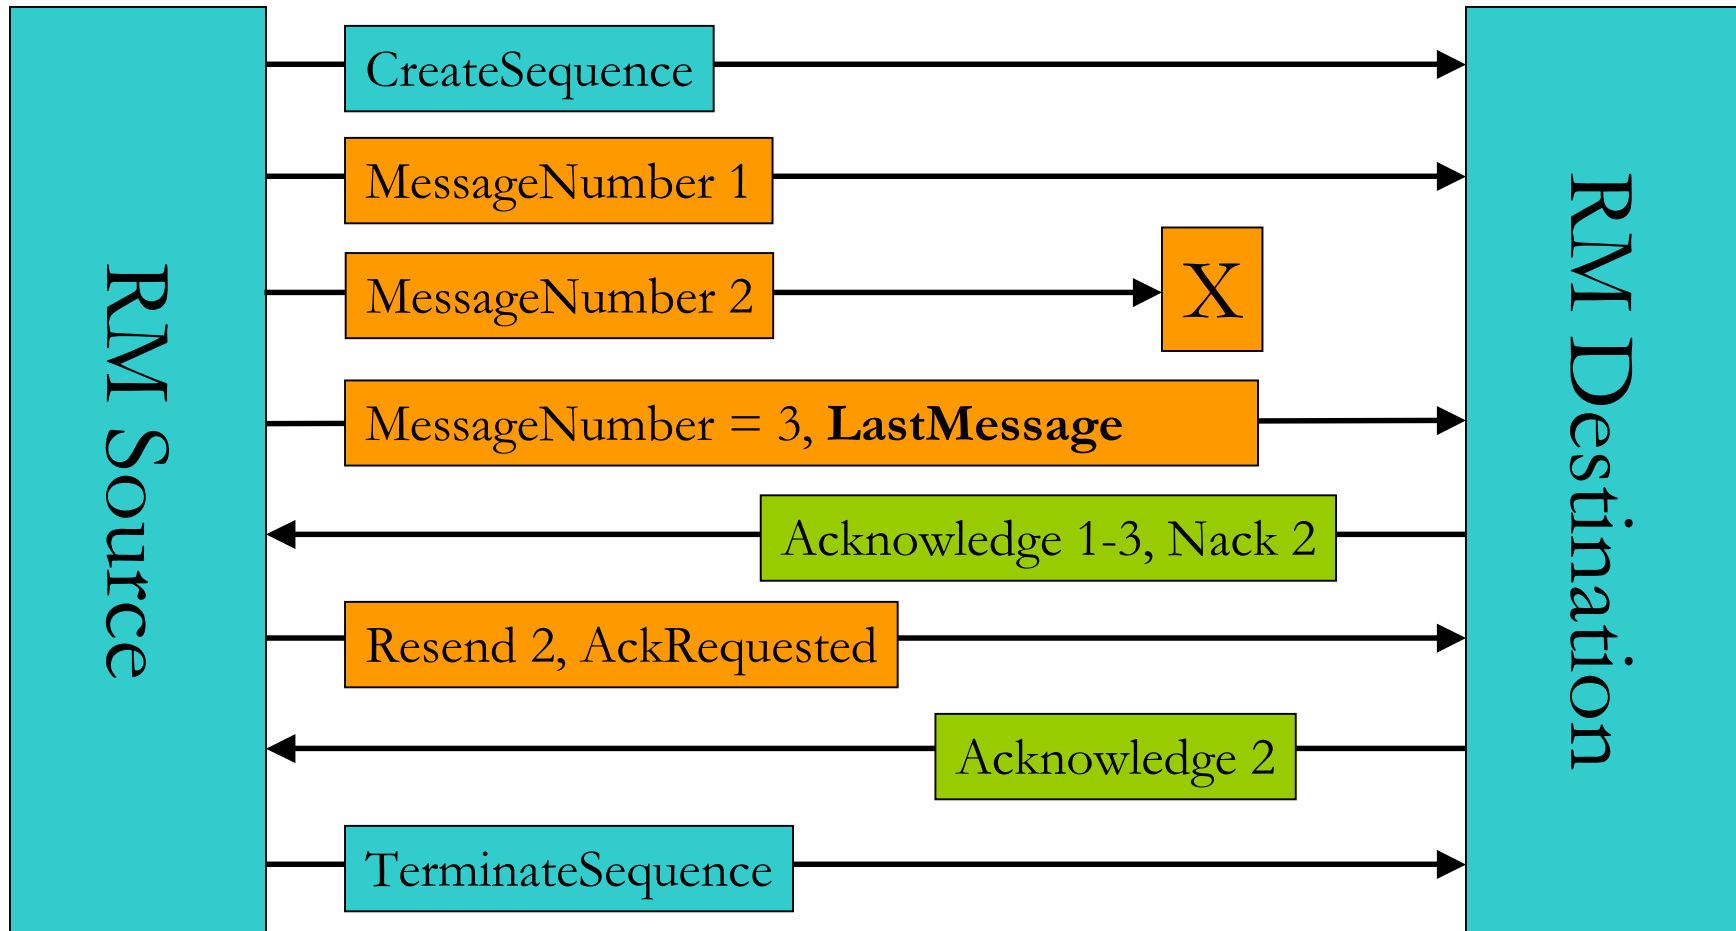 RM Source
CreateSequence
MessageNumber 1
MessageNumber 2
X
MessageNumber = 3, LastMessage
Acknowledge 1-3, Nack 2
Resend 2, AckRequested
Acknowledge 2
TerminateSequence
RM Destination